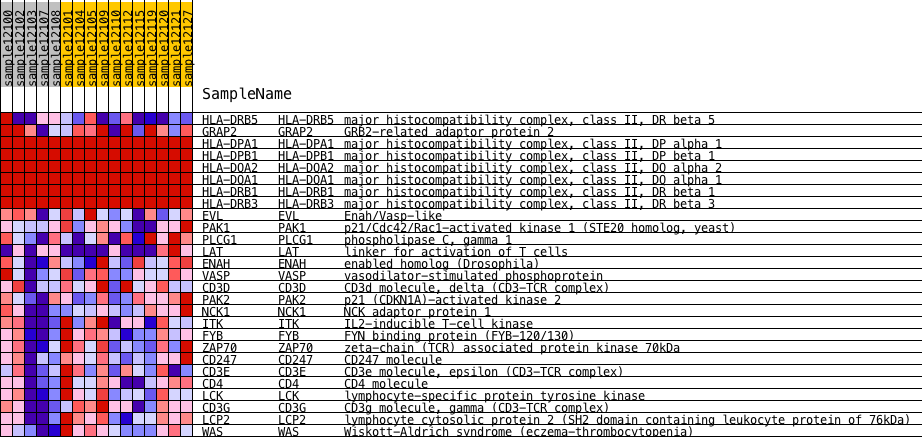 sample12100
sample12102
sample12103
sample12107
sample12108
sample12101
sample12104
sample12105
sample12109
sample12110
sample12112
sample12115
sample12119
sample12120
sample12121
sample12127
SampleName
HLA-DRB5 HLA-DRB5 major histocompatibility complex, class II, DR beta 5
GRAP2 GRAP2 GRB2-related adaptor protein 2
HLA-DPA1 HLA-DPA1 major histocompatibility complex, class II, DP alpha 1
HLA-DPB1 HLA-DPB1 major histocompatibility complex, class II, DP beta 1
HLA-DQA2 HLA-DQA2 major histocompatibility complex, class II, DQ alpha 2
HLA-DQA1 HLA-DQA1 major histocompatibility complex, class II, DQ alpha 1
HLA-DRB1 HLA-DRB1 major histocompatibility complex, class II, DR beta 1
HLA-DRB3 HLA-DRB3 major histocompatibility complex, class II, DR beta 3
EVL EVL Enah/Vasp-like
PAK1 PAK1 p21/Cdc42/Rac1-activated kinase 1 (STE20 homolog, yeast)
PLCG1 PLCG1 phospholipase C, gamma 1
LAT LAT linker for activation of T cells
ENAH ENAH enabled homolog (Drosophila)
VASP VASP vasodilator-stimulated phosphoprotein
CD3D CD3D CD3d molecule, delta (CD3-TCR complex)
PAK2 PAK2 p21 (CDKN1A)-activated kinase 2
NCK1 NCK1 NCK adaptor protein 1
ITK ITK IL2-inducible T-cell kinase
FYB FYB FYN binding protein (FYB-120/130)
ZAP70 ZAP70 zeta-chain (TCR) associated protein kinase 70kDa
CD247 CD247 CD247 molecule
CD3E CD3E CD3e molecule, epsilon (CD3-TCR complex)
CD4 CD4 CD4 molecule
LCK LCK lymphocyte-specific protein tyrosine kinase
CD3G CD3G CD3g molecule, gamma (CD3-TCR complex)
LCP2 LCP2 lymphocyte cytosolic protein 2 (SH2 domain containing leukocyte protein of 76kDa)
WAS WAS Wiskott-Aldrich syndrome (eczema-thrombocytopenia)